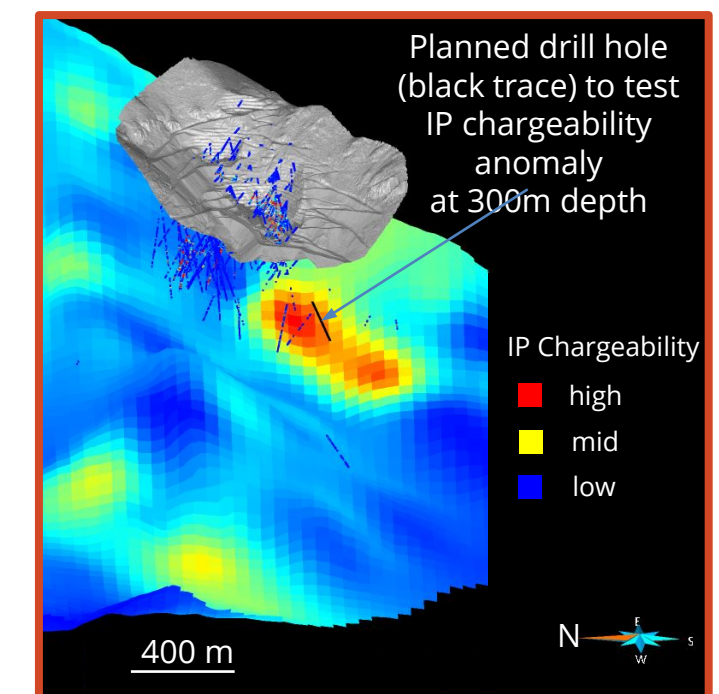 Planned drill hole
(black trace) to test
IP chargeability
anomaly
at 300m depth
IP Chargeability
high
mid
low
400 m
E
N
S
W